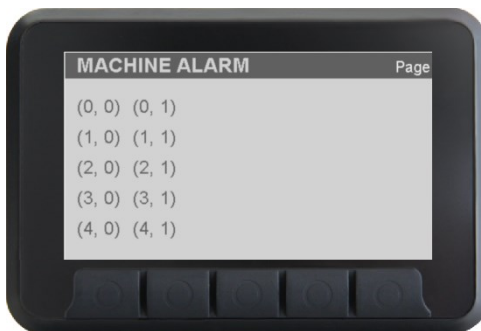 MACHINE ALARM Page
(0, 0) (0, 1)
(1, 0) (1, 1)
(2, 0) (2, 1)
(3, 0) (3, 1)
(4, 0) (4, 1)